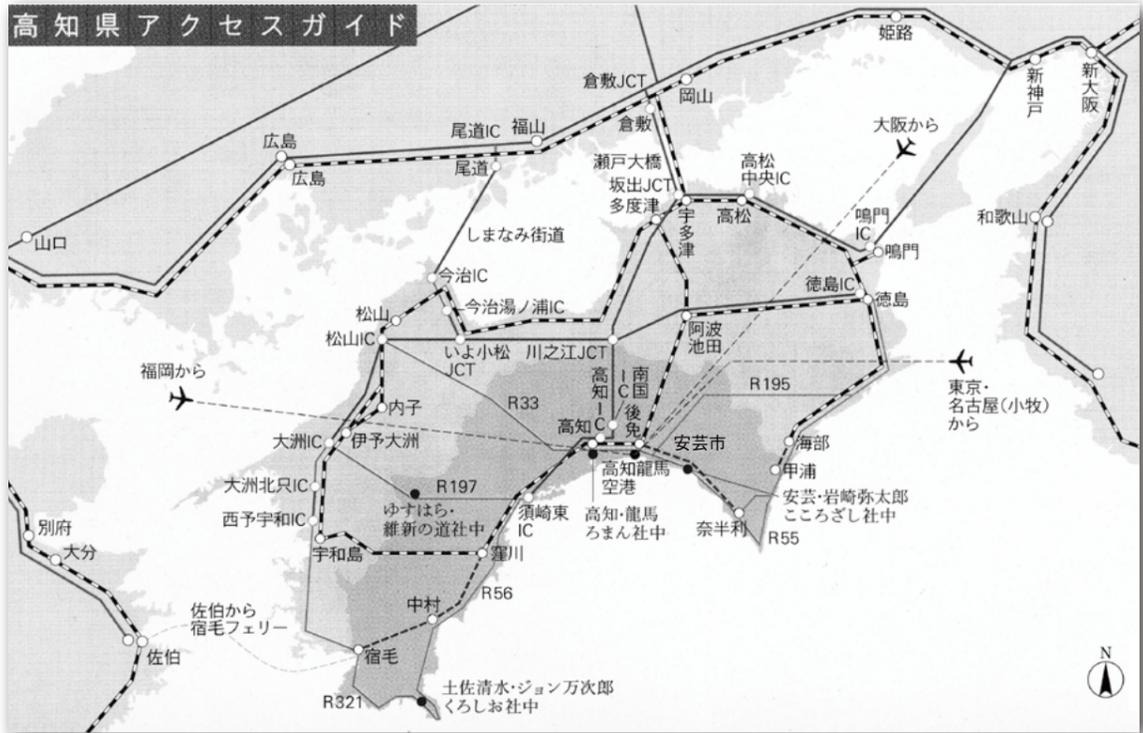 高知県アクセスガイド
姫路
新神戸
新大阪
倉敷JCT
岡山
倉敷
大阪から
尾道IC
福山
広島
広島
尾道
瀬戸大橋
坂出JCT
多度津
宇多津
高松
中央IC
高松
鳴門
IC
鳴門
和歌山
山口
しまなみ街道
今治IC
今治湯ノ浦IC
徳島IC
徳島
松山
松山IC
いよ小松
JCT
川之江JCT
阿波
池田
福岡から
高知IC
南国IC
後免
R195
東京・
名古屋(小牧)
から
R33
内子
高知
安芸市
海部
大洲IC
伊予大洲
高知龍馬
空港
甲浦
大洲北只IC
R197
ゆすはら・
維新の道社中
須崎東
IC
高知・龍馬
ろまん社中
安芸・岩崎弥太郎
こころざし社中
奈半利
R55
西予宇和IC
別府
大分
宇和島
窪川
R56
中村
佐伯から
宿毛フェリー
佐伯
宿毛
R321
土佐清水・ジョン万次郎
くろしお社中
N